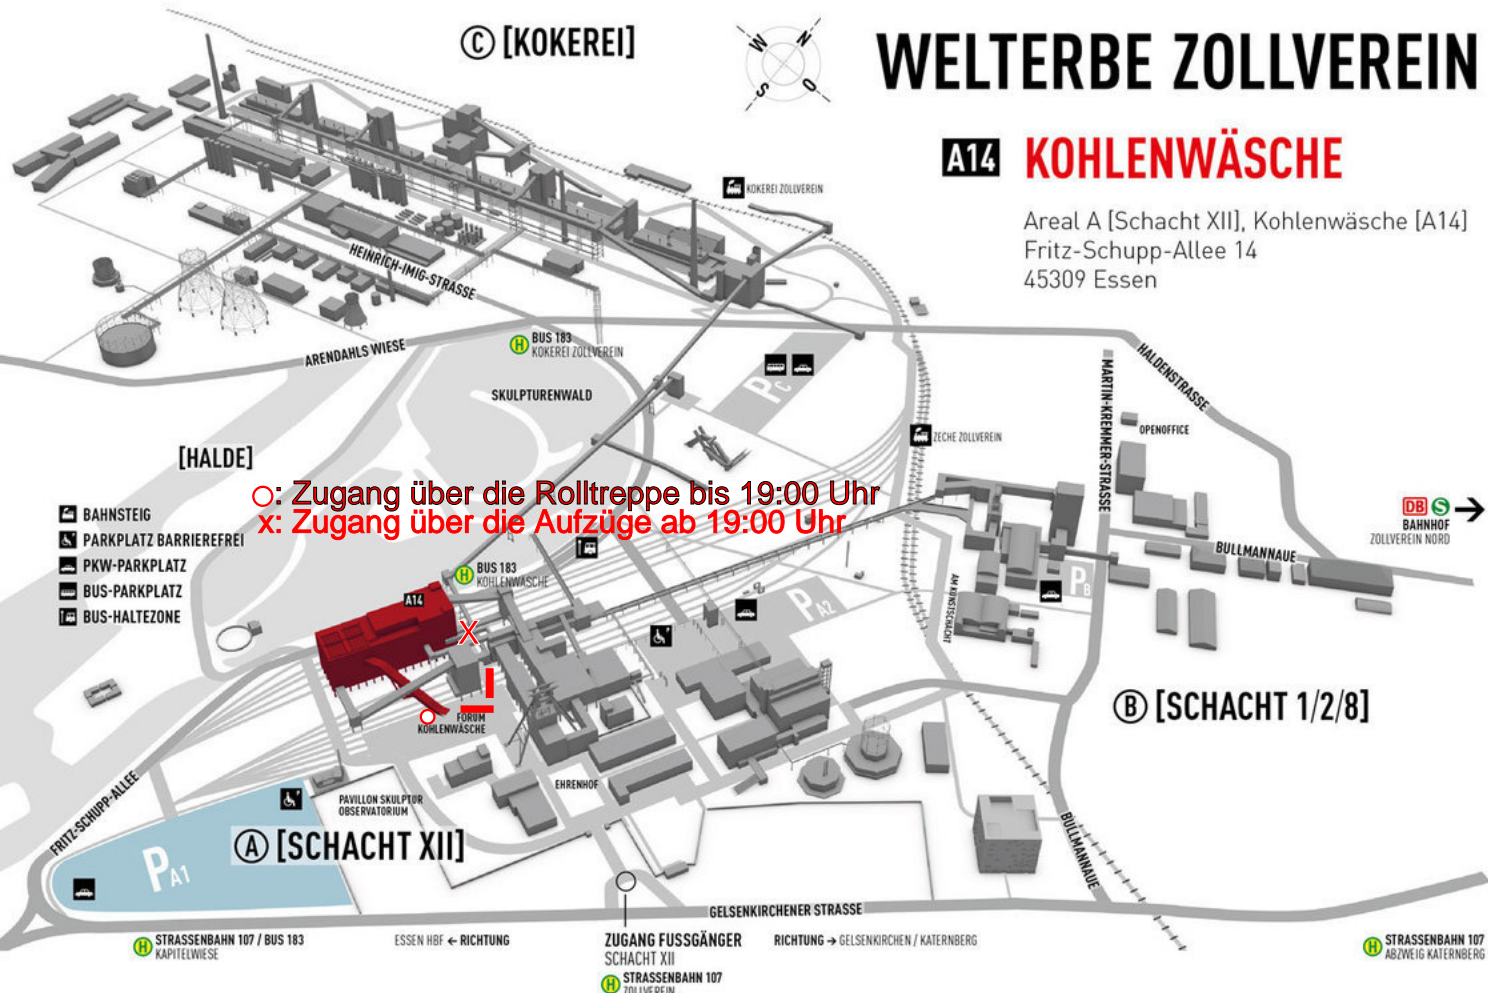 © [KOKEREI]
W N
S O
WELTERBE ZOLLVEREIN
A14 KOHLENWÄSCHE
Areal A [Schacht XII], Kohlenwäsche [A14]
Fritz-Schupp-Allee 14
45309 Essen
KOKEREI ZOLLVEREIN
HEINRICH-IMIG-STRASSE
ARENDAHLS WIESE
H BUS 183
KOKEREI ZOLLVEREIN
SKULPTURENWALD
PC
HALDENSTRASSE
MARTIN-KREMMER-STRASSE
OPENOFFICE
ZECHE ZOLLVEREIN
[HALDE]
O: Zugang über die Rolltreppe bis 19:00 Uhr
x: Zugang über die Aufzüge ab 19:00 Uhr
BAHNSTEIG
PARKPLATZ BARRIEREFREI
PKW-PARKPLATZ
BUS-PARKPLATZ
BUS-HALTEZONE
DB S
BAHNHOF
ZOLLVEREIN NORD
BULLMANNAUE
H BUS 183
KOHLENWÄSCHE
A14
X
PA2
PB
AM KUNSTSCHACHT
Ⓑ [SCHACHT 1/2/8]
FORUM
KOHLENWÄSCHE
EHRENHOF
PAVILLON SKULPTUR
OBSERVATORIUM
FRITZ-SCHUPP-ALLEE
PA1
Ⓐ [SCHACHT XII]
BULLMANNAUE
GELSENKIRCHENER STRASSE
H STRASSENBAHN 107 / BUS 183
KAPITELWIESE
ESSEN HBF ← RICHTUNG
ZUGANG FUSSGÄNGER
SCHACHT XII
H STRASSENBAHN 107
ZOLLVEREIN
RICHTUNG → GELSENKIRCHEN / KATERNBERG
H STRASSENBAHN 107
ABZWEIG KATERNBERG